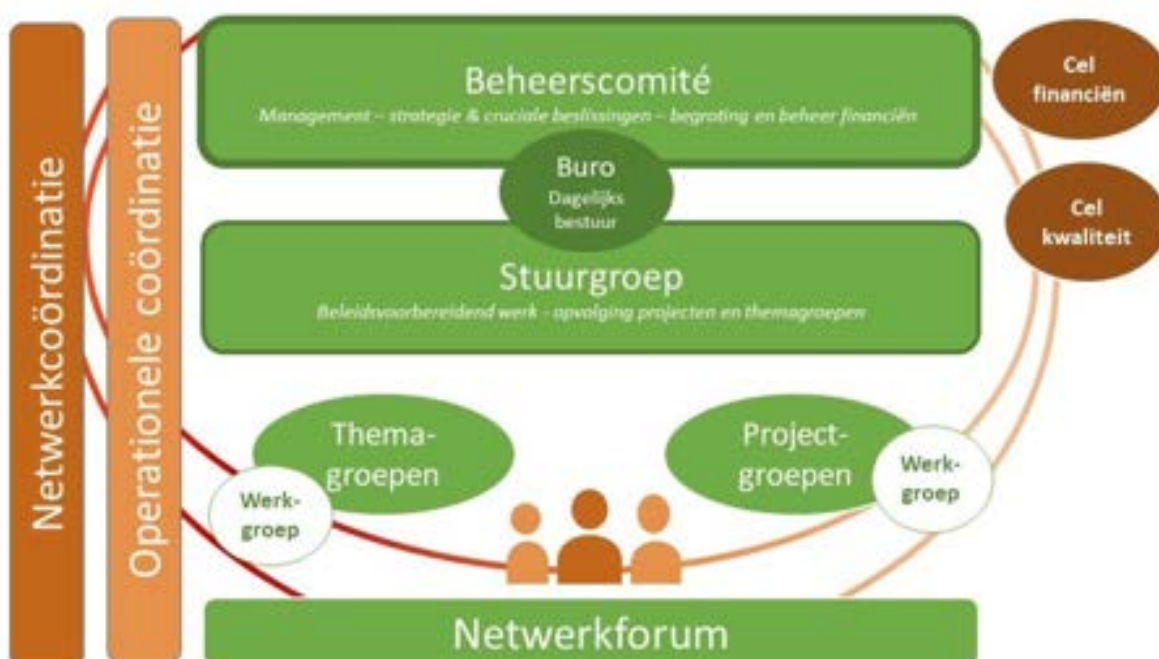 Netwerkcoördinatie
Operationele coördinatie
Beheerscomité
Management – strategie & cruciale beslissingen – begroting en beheer financiën
Buro
Dagelijks
bestuur
Stuurgroep
Beleidsvoorbereidend werk - opvolging projecten en themagroepen
Cel
financiën
Cel
kwaliteit
Thema-
groepen
Werk-
groep
Project-
groepen
Werk-
groep
Netwerkforum